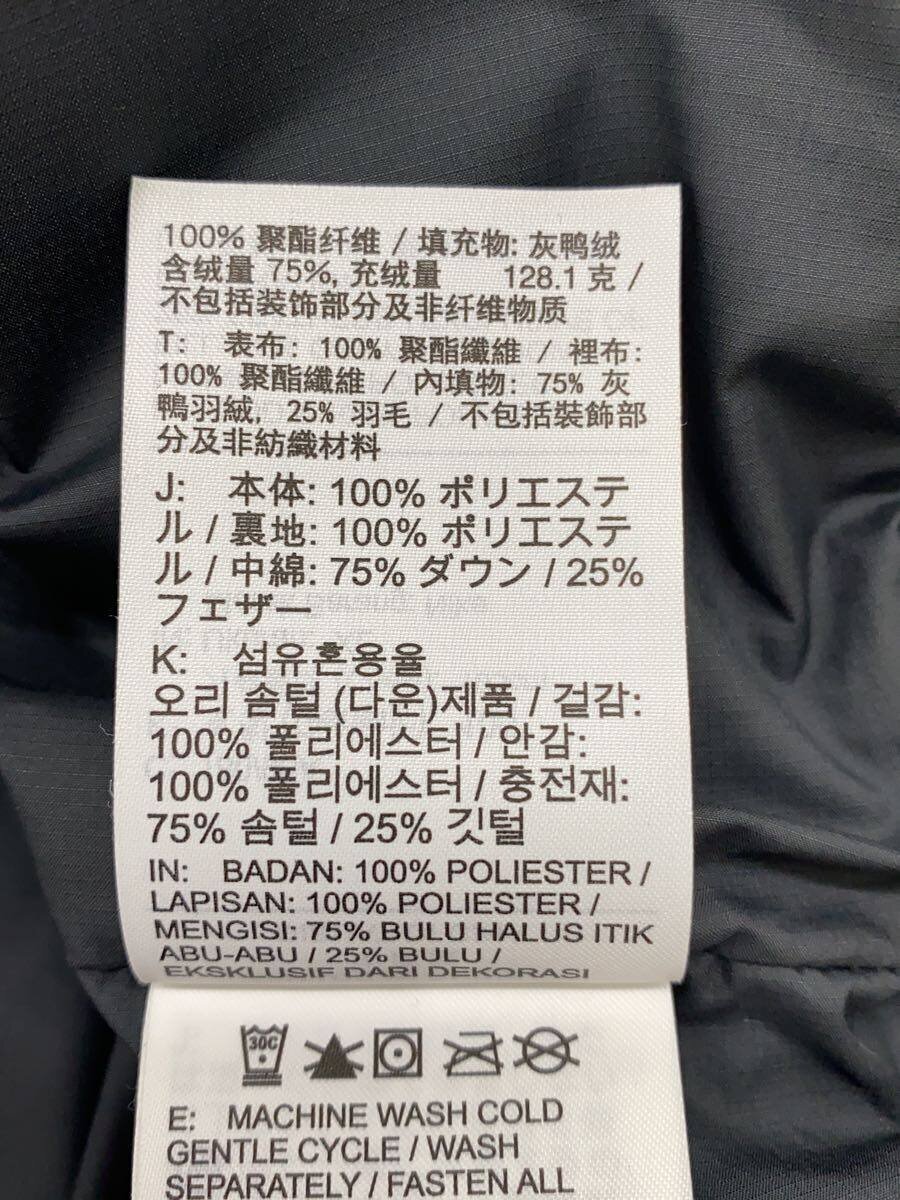 100% 聚酯纤维 / 填充物: 灰鸭绒
含绒量 75%, 充绒量 128.1 克 /
不包括装饰部分及非纤维物质
T: 表布: 100% 聚酯纖維 / 裡布:
100% 聚酯纖維 / 內填物: 75% 灰
鴨羽絨, 25% 羽毛 / 不包括裝飾部
分及非紡織材料
J: 本体: 100% ポリエステ
ル / 裏地: 100% ポリエステ
ル / 中綿: 75% ダウン / 25%
フェザー
K: 섬유혼용율
오리 솜털 (다운)제품 / 겉감:
100% 폴리에스터 / 안감:
100% 폴리에스터 / 충전재:
75% 솜털 / 25% 깃털
IN: BADAN: 100% POLIESTER /
LAPISAN: 100% POLIESTER /
MENGISI: 75% BULU HALUS ITIK
ABU-ABU / 25% BULU /
EKSKLUSIF DARI DEKORASI
30C
E: MACHINE WASH COLD
GENTLE CYCLE / WASH
SEPARATELY / FASTEN ALL